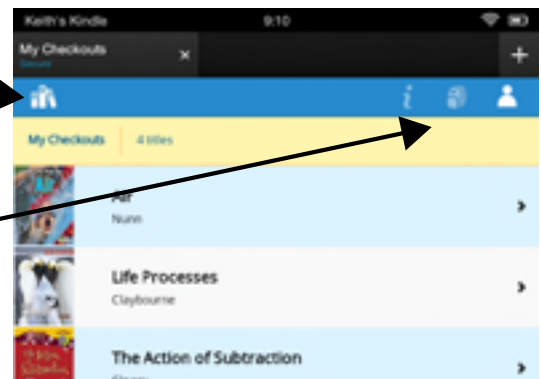 Keith's Kindle 9:10
My Checkouts ×
Secure +
i
My Checkouts 4 titles
Air
Nunn
Life Processes
Claybourne
The Action of Subtraction